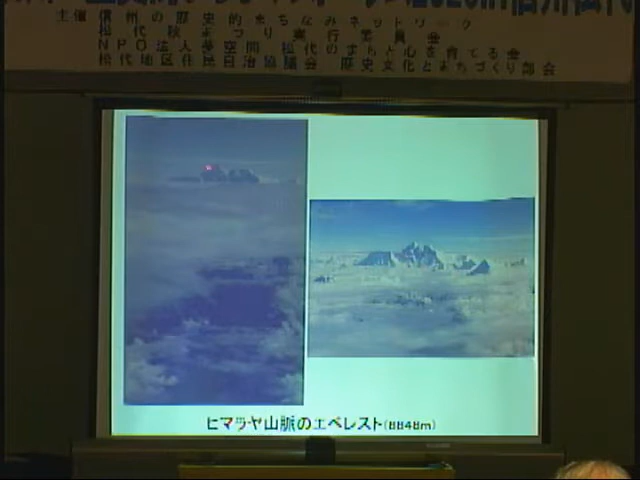 主催 信州の歴史的まちなみネットワーク
松代秋まつり実行委員会
NPO法人夢空間 松代のまちと心を育てる会
松代地区住民自治協議会 歴史文化とまちづくり部会
ヒマラヤ山脈のエベレスト(8848m)